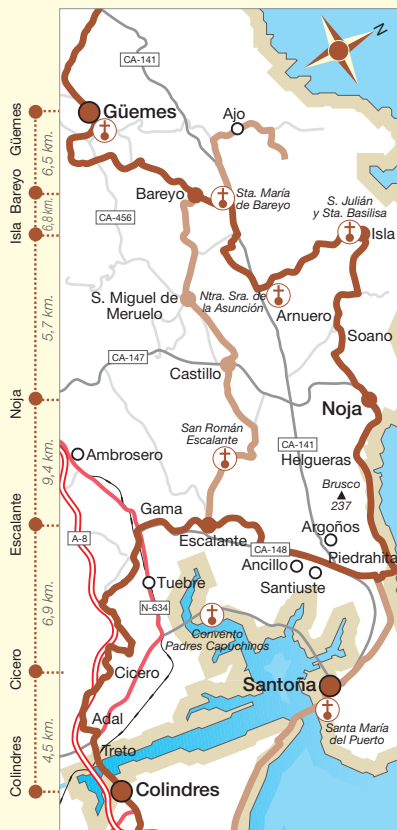 N
CA-141
Güemes
Ajo
Bareyo
Sta. María
de Bareyo
S. Julián
y Sta. Basilisa
Isla
CA-456
S. Miguel de
Meruelo
Ntra. Sra. de
la Asunción
Arnuero
Soano
CA-147
Castillo
Noja
San Román
Escalante
CA-141
Helgueras
Ambrosero
Brusco
237
Gama
Argoños
Escalante
CA-148
Piedrahita
A-8
Ancillo
Santiuste
Tuebre
N-634
Convento
Padres Capuchinos
Cicero
Santoña
Adal
Santa María
del Puerto
Treto
Colindres
Güemes
6,5 km.
Bareyo
6,8 km.
Isla
5,7 km.
Noja
9,4 km.
Escalante
6,9 km.
Cicero
4,5 km.
Colindres